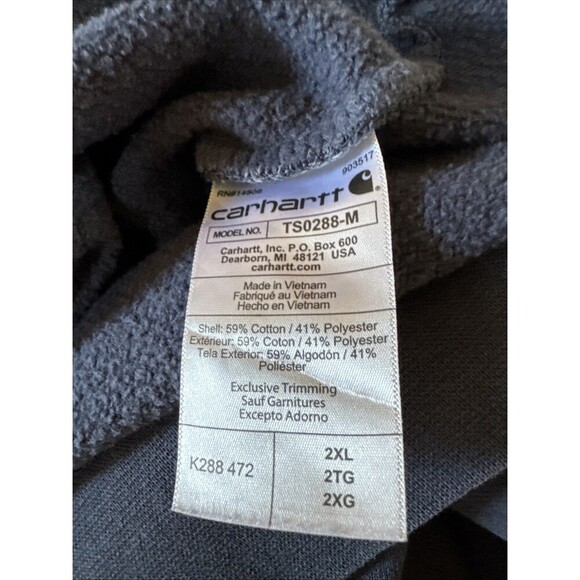 RN#14806
903517
carhartt
MODEL NO. TS0288-M
Carhartt, Inc. P.O. Box 600
Dearborn, MI 48121 USA
carhartt.com
Made in Vietnam
Fabriqué au Vietnam
Hecho en Vietnam
Shell: 59% Cotton / 41% Polyester
Extérieur: 59% Coton / 41% Polyester
Tela Exterior: 59% Algodón / 41%
Poliéster
Exclusive Trimming
Sauf Garnitures
Excepto Adorno
K288 472
2XL
2TG
2XG